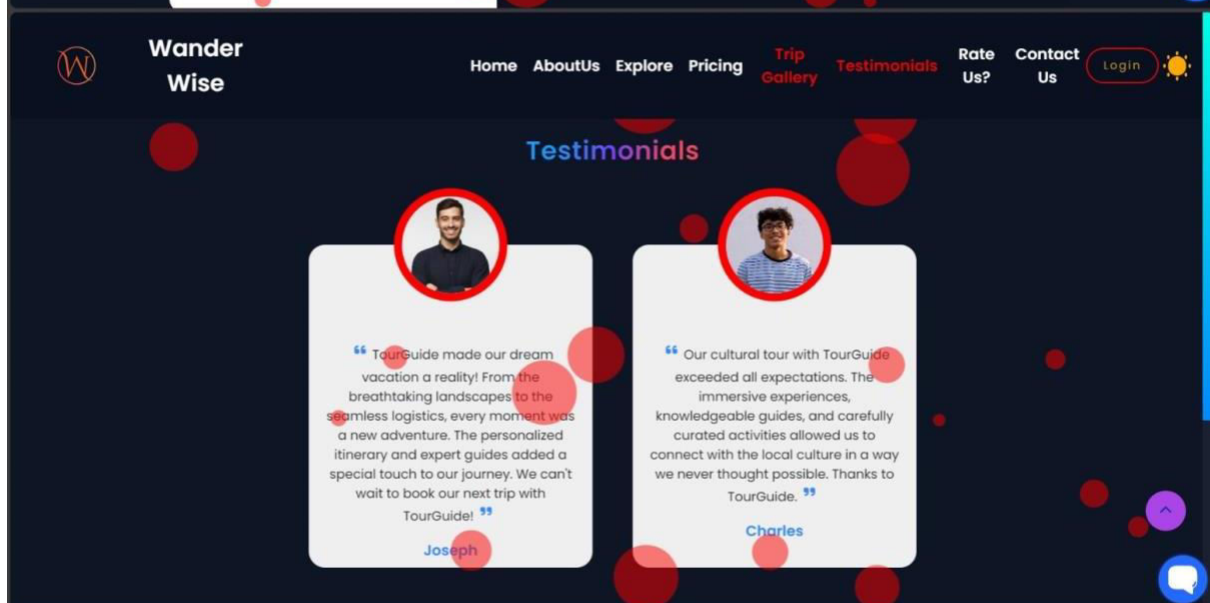 Wander
Wise
Home AboutUs Explore Pricing Trip Gallery Testimonials Rate Us? Contact Us Login
Testimonials
“ TourGuide made our dream
vacation a reality! From the
breathtaking landscapes to the
seamless logistics, every moment was
a new adventure. The personalized
itinerary and expert guides added a
special touch to our journey. We can't
wait to book our next trip with
TourGuide! ”
Joseph
“ Our cultural tour with TourGuide
exceeded all expectations. The
immersive experiences,
knowledgeable guides, and carefully
curated activities allowed us to
connect with the local culture in a way
we never thought possible. Thanks to
TourGuide. ”
Charles